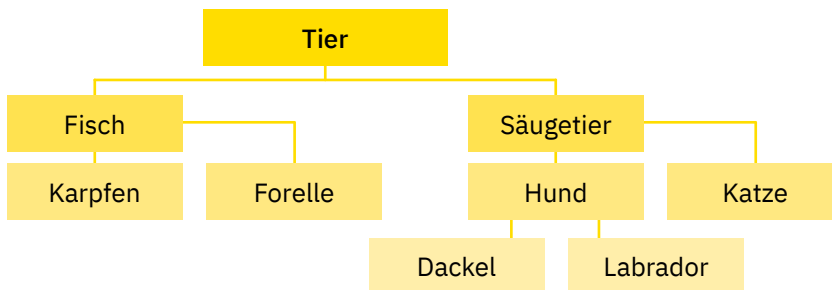 Tier
Fisch
Säugetier
Karpfen
Forelle
Hund
Katze
Dackel
Labrador